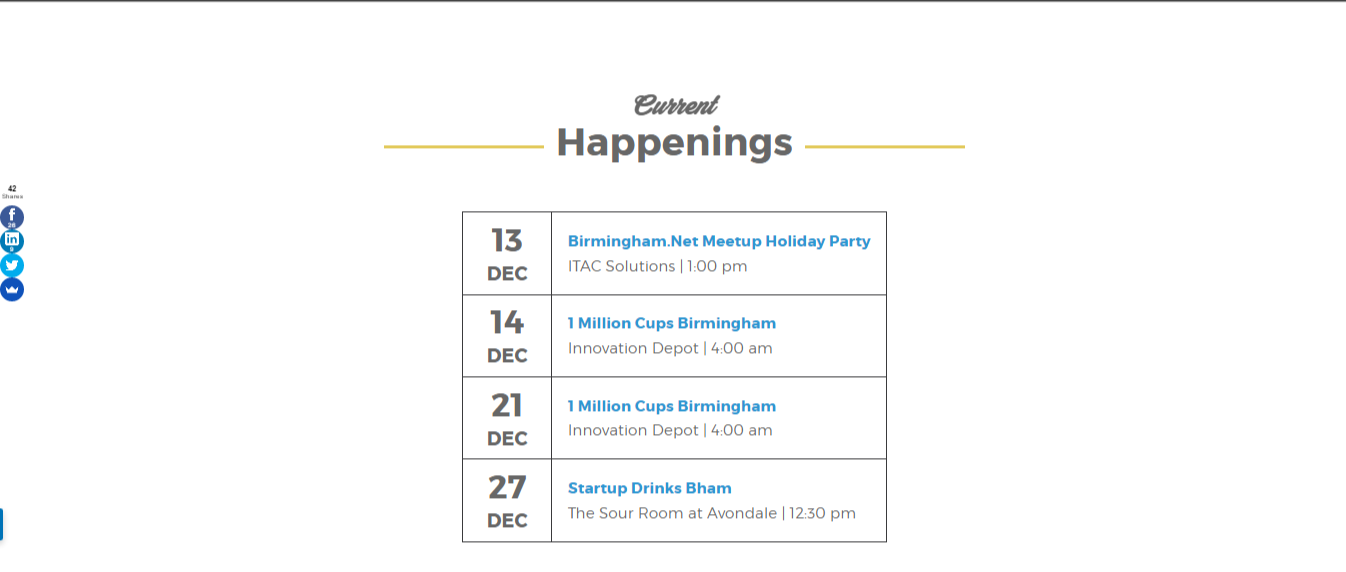 Current
Happenings
42
Shares
f
26
in
9
13
DEC
Birmingham.Net Meetup Holiday Party
ITAC Solutions | 1:00 pm
14
DEC
1 Million Cups Birmingham
Innovation Depot | 4:00 am
21
DEC
1 Million Cups Birmingham
Innovation Depot | 4:00 am
27
DEC
Startup Drinks Bham
The Sour Room at Avondale | 12:30 pm